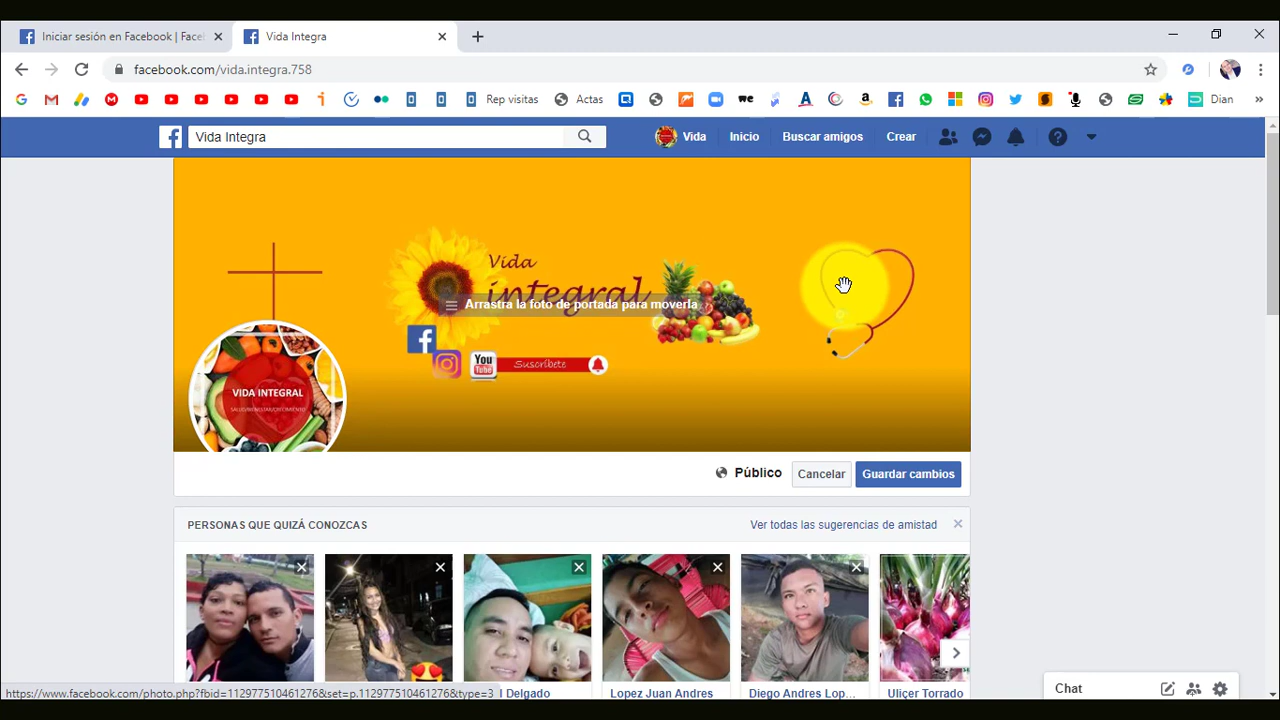 Iniciar sesión en Facebook | Face
Vida Integra
facebook.com/vida.integra.758
Rep visitas
Actas
Dian
Vida Integra
Vida
Inicio
Buscar amigos
Crear
Vida
integral
Arrastra la foto de portada para moverla
You
Tube
Suscríbete
VIDA INTEGRAL
Público
Cancelar
Guardar cambios
PERSONAS QUE QUIZÁ CONOZCAS
Ver todas las sugerencias de amistad
https://www.facebook.com/photo.php?fbid=112977510461276&set=p.112977510461276&type=3
l Delgado
Lopez Juan Andres
Diego Andres Lop...
Uliçer Torrado
Chat